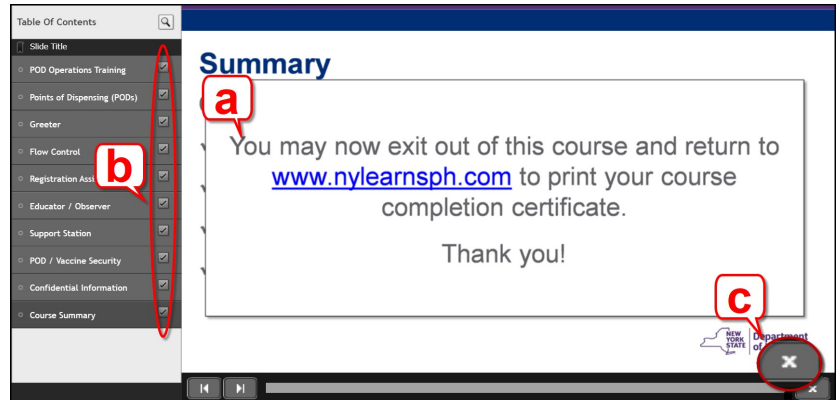 Table Of Contents
Slide Title
POD Operations Training
Points of Dispensing (PODs)
Greeter
Flow Control
Registration
Educator / Observer
Support Station
POD / Vaccine Security
Confidential Information
Course Summary
b
Summary
a
You may now exit out of this course and return to
www.nylearnsph.com to print your course
completion certificate.
Thank you!
c
NEW
YORK
STATE
Department